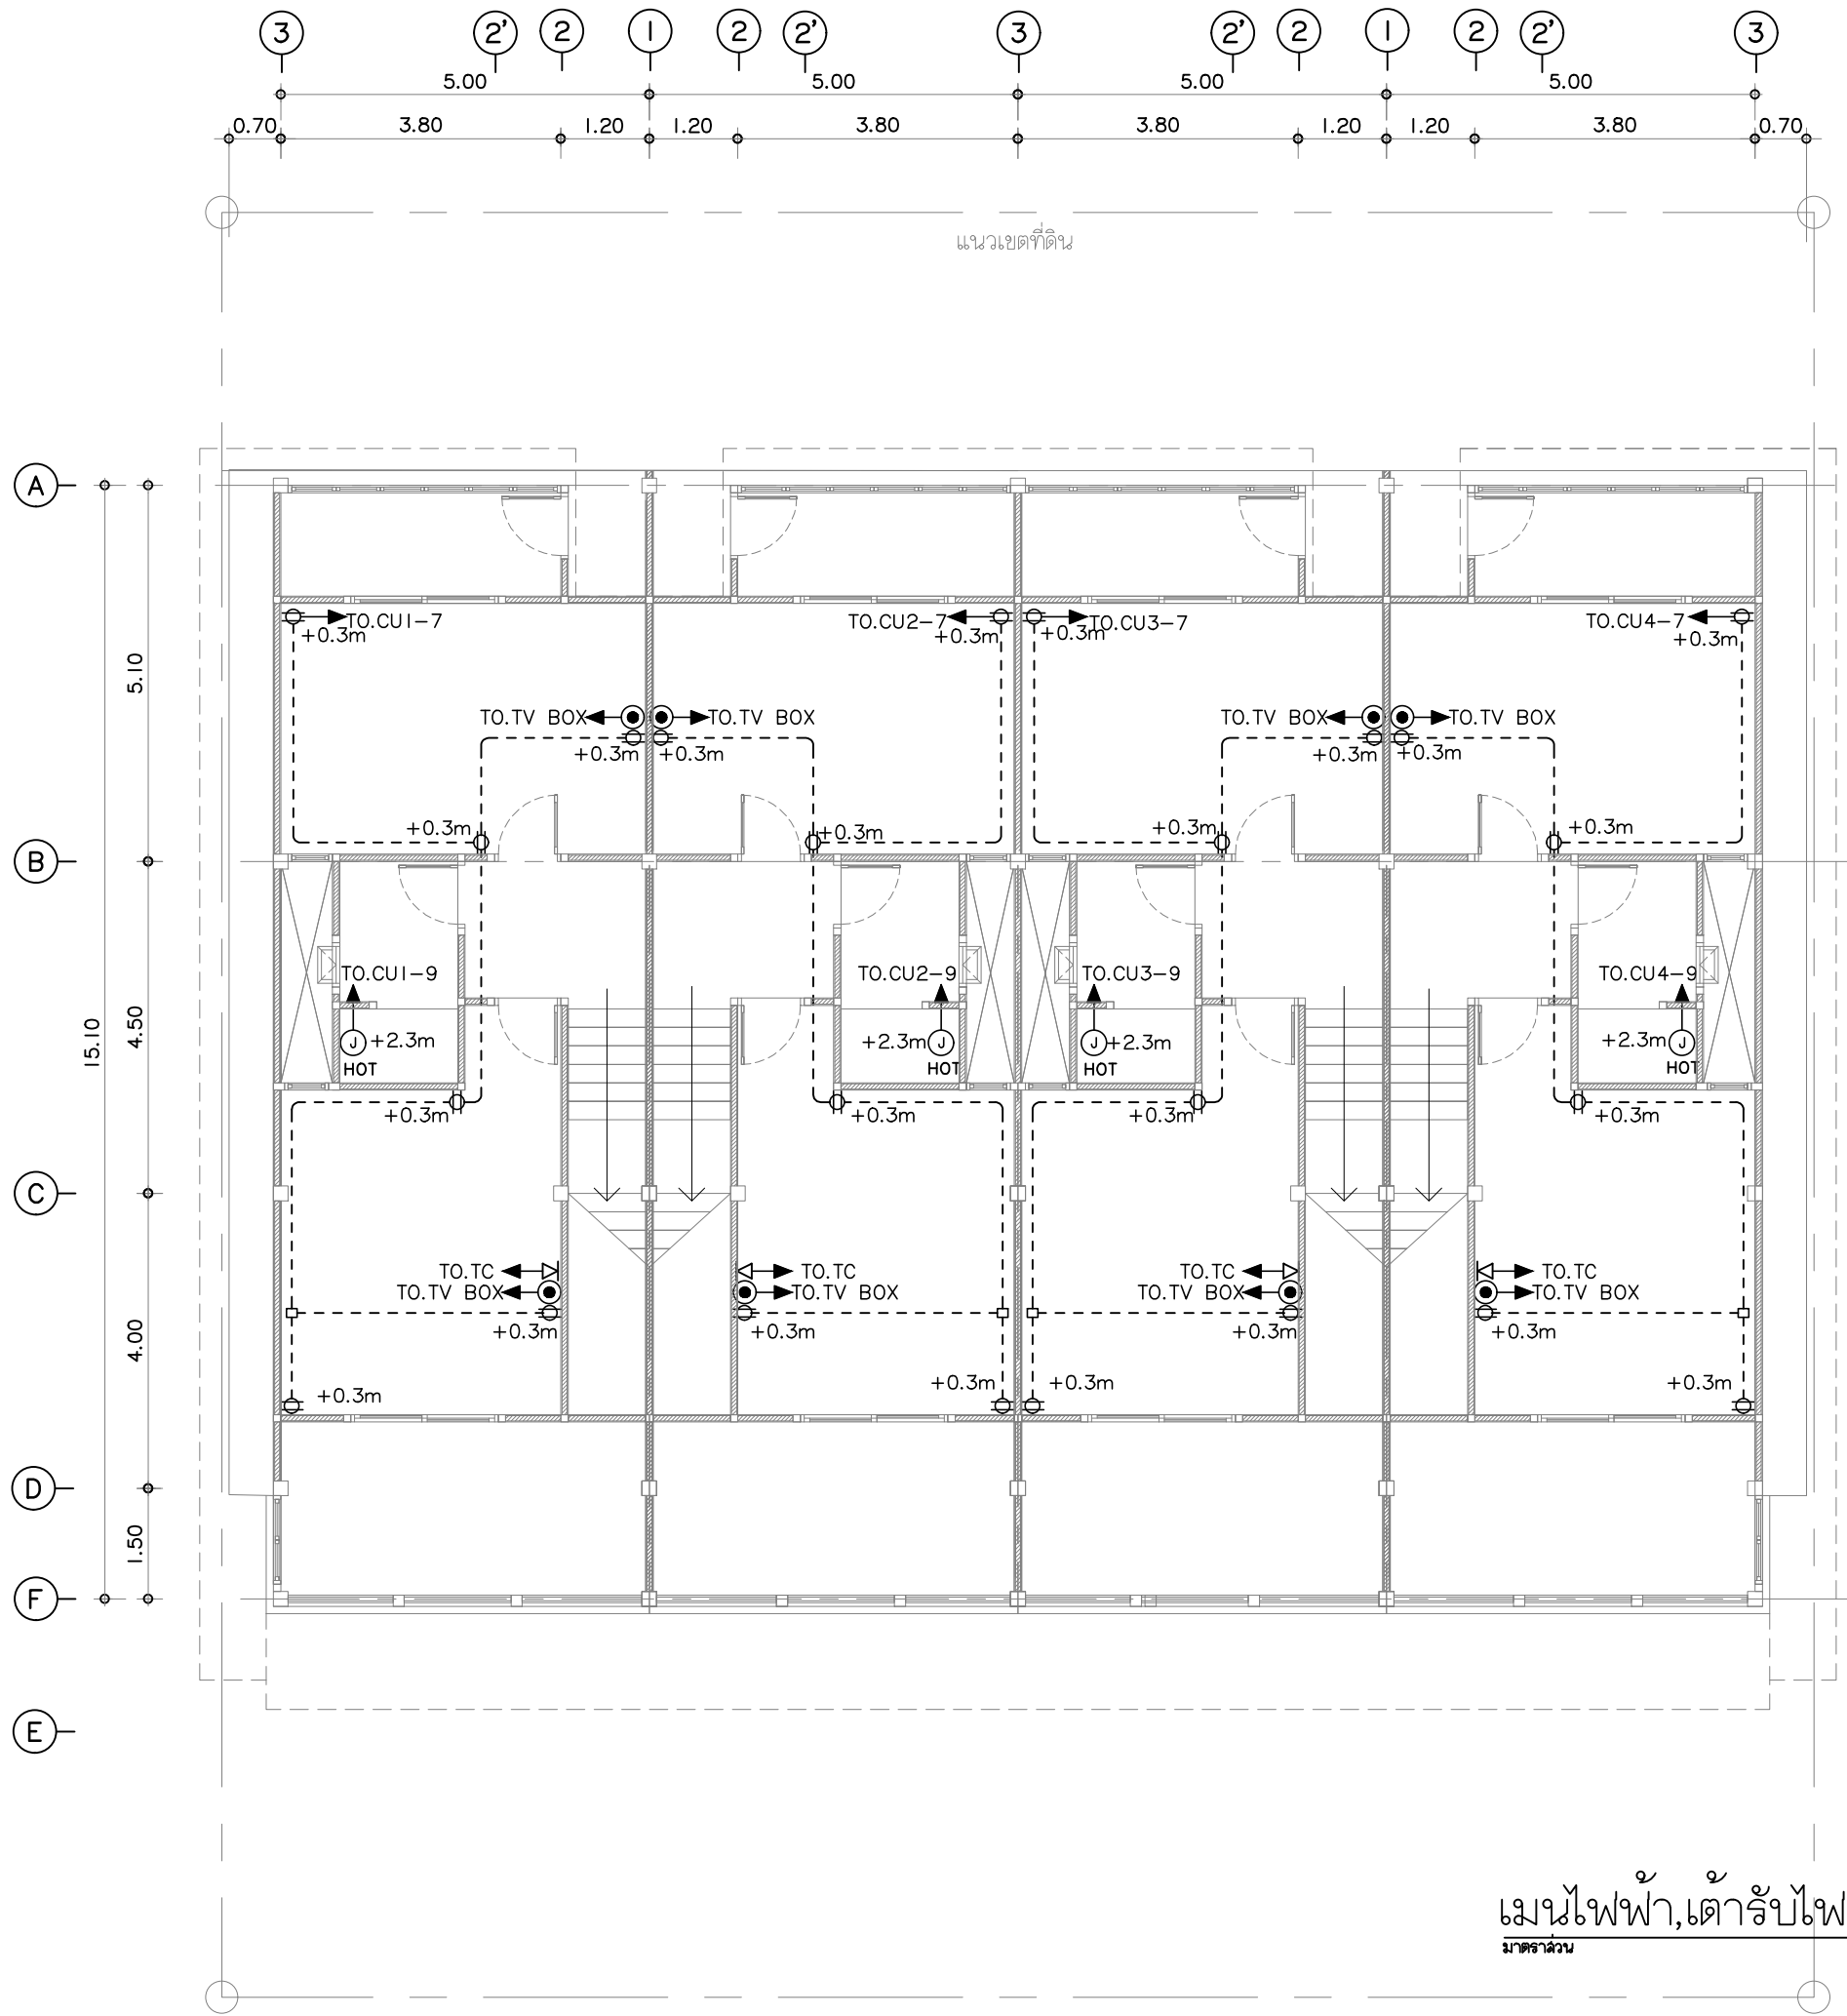 3 2' 2 1 2 2' 3 2' 2 1 2 2' 3
5.00 5.00 5.00 5.00
0.70 3.80 1.20 1.20 3.80 3.80 1.20 1.20 3.80 0.70
แนวเขตที่ดิน
A
TO.CU1-7 TO.CU2-7 TO.CU3-7 TO.CU4-7
+0.3m +0.3m +0.3m +0.3m
5.10
TO.TV BOX TO.TV BOX TO.TV BOX TO.TV BOX
+0.3m +0.3m +0.3m +0.3m
+0.3m +0.3m +0.3m +0.3m
B
TO.CU1-9 TO.CU2-9 TO.CU3-9 TO.CU4-9
15.10
4.50
J +2.3m +2.3m J J +2.3m +2.3m J
HOT HOT HOT HOT
+0.3m +0.3m +0.3m +0.3m
C
TO.TC TO.TC TO.TC TO.TC
TO.TV BOX TO.TV BOX TO.TV BOX TO.TV BOX
+0.3m +0.3m +0.3m +0.3m
4.00
+0.3m +0.3m +0.3m +0.3m
D
1.50
F
E
เมนไฟฟ้า,เต้ารับไฟ
มาตราส่วน